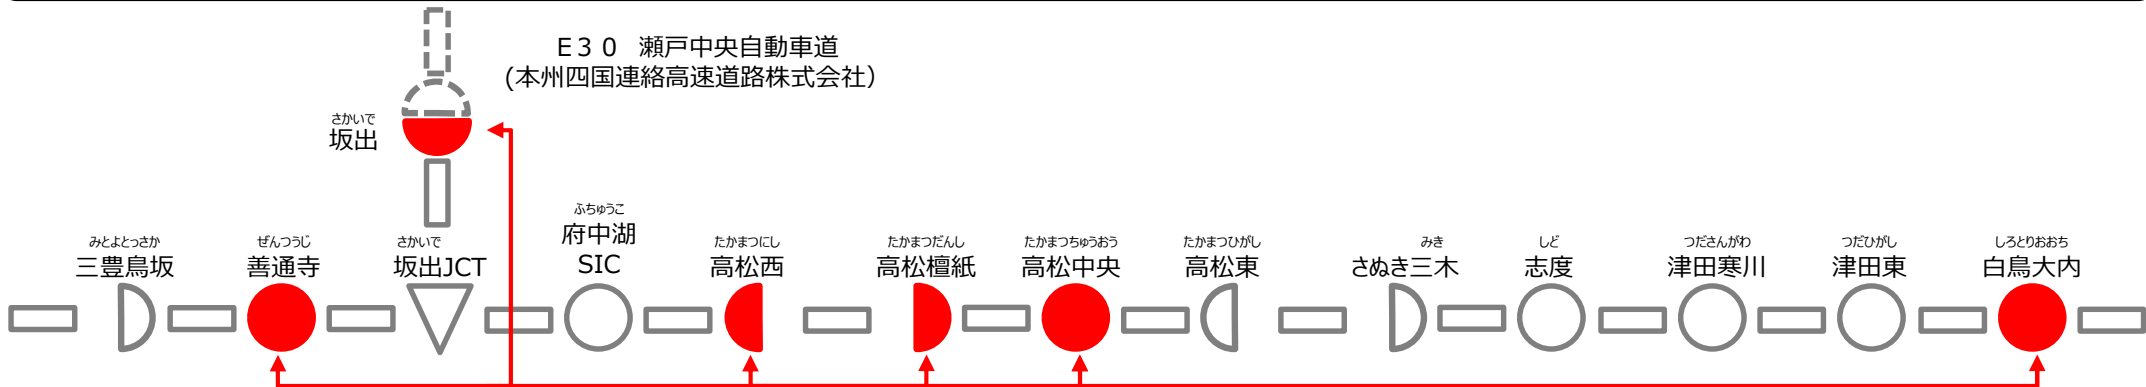 E30 瀬戸中央自動車道
(本州四国連絡高速道路株式会社)
さかいで
坂出
みとよとっさか
三豊鳥坂
ぜんつうじ
善通寺
さかいで
坂出JCT
ふちゅうこ
府中湖
SIC
たかまつにし
高松西
たかまつだんし
高松檀紙
たかまつちゅうおう
高松中央
たかまつひがし
高松東
みき
さぬき三木
しど
志度
つださんがわ
津田寒川
つだひがし
津田東
しろとりおおち
白鳥大内